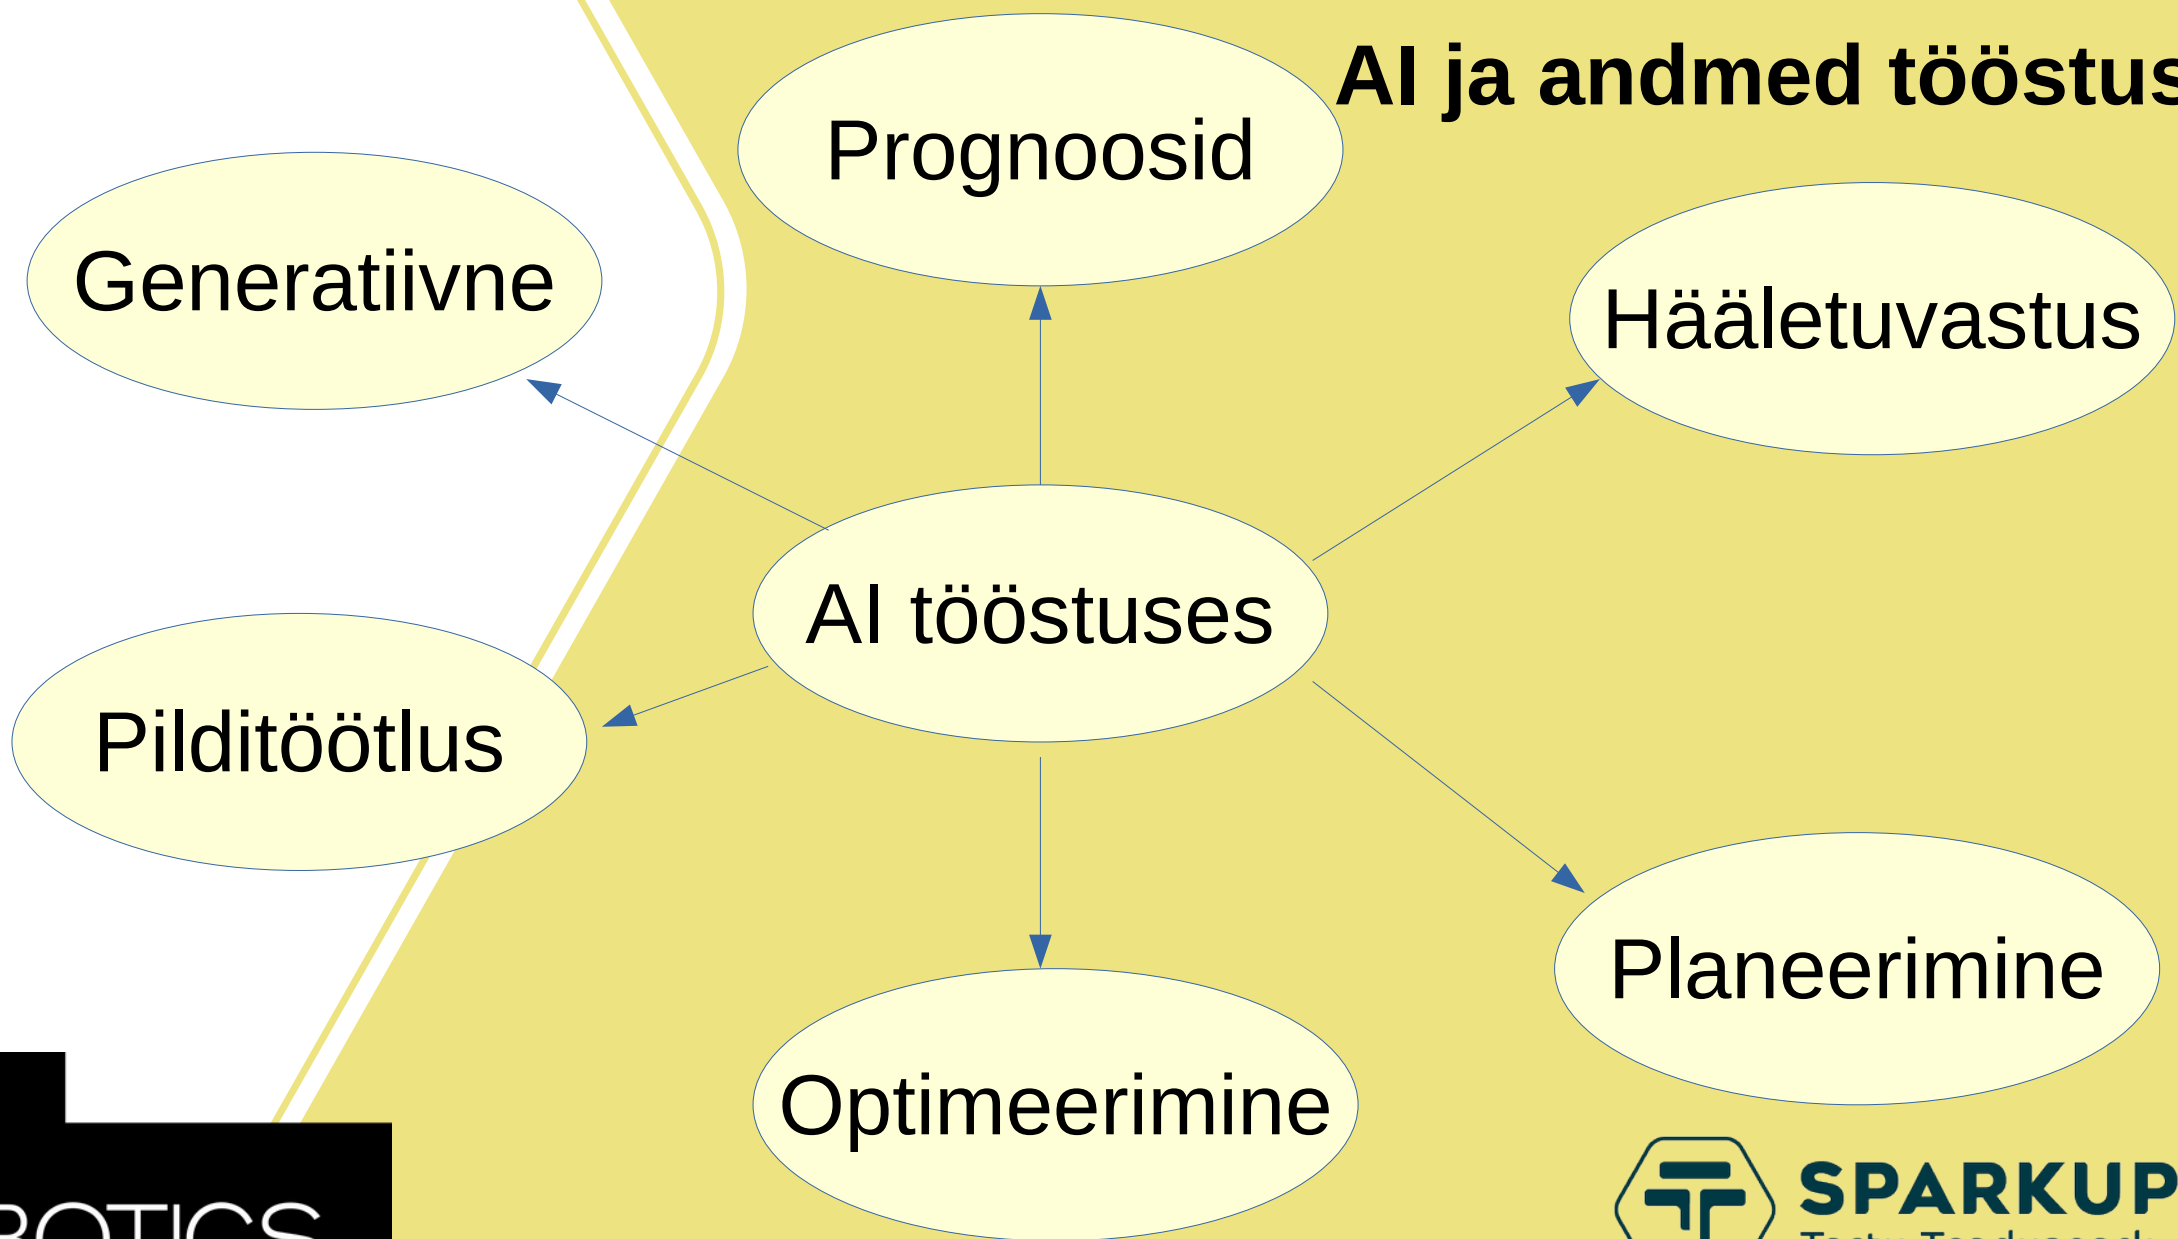 AI ja andmed tööstus
Prognoosid
Generatiivne
Hääletuvastus
AI tööstuses
Pilditöötlus
Planeerimine
Optimeerimine
SPARKUP